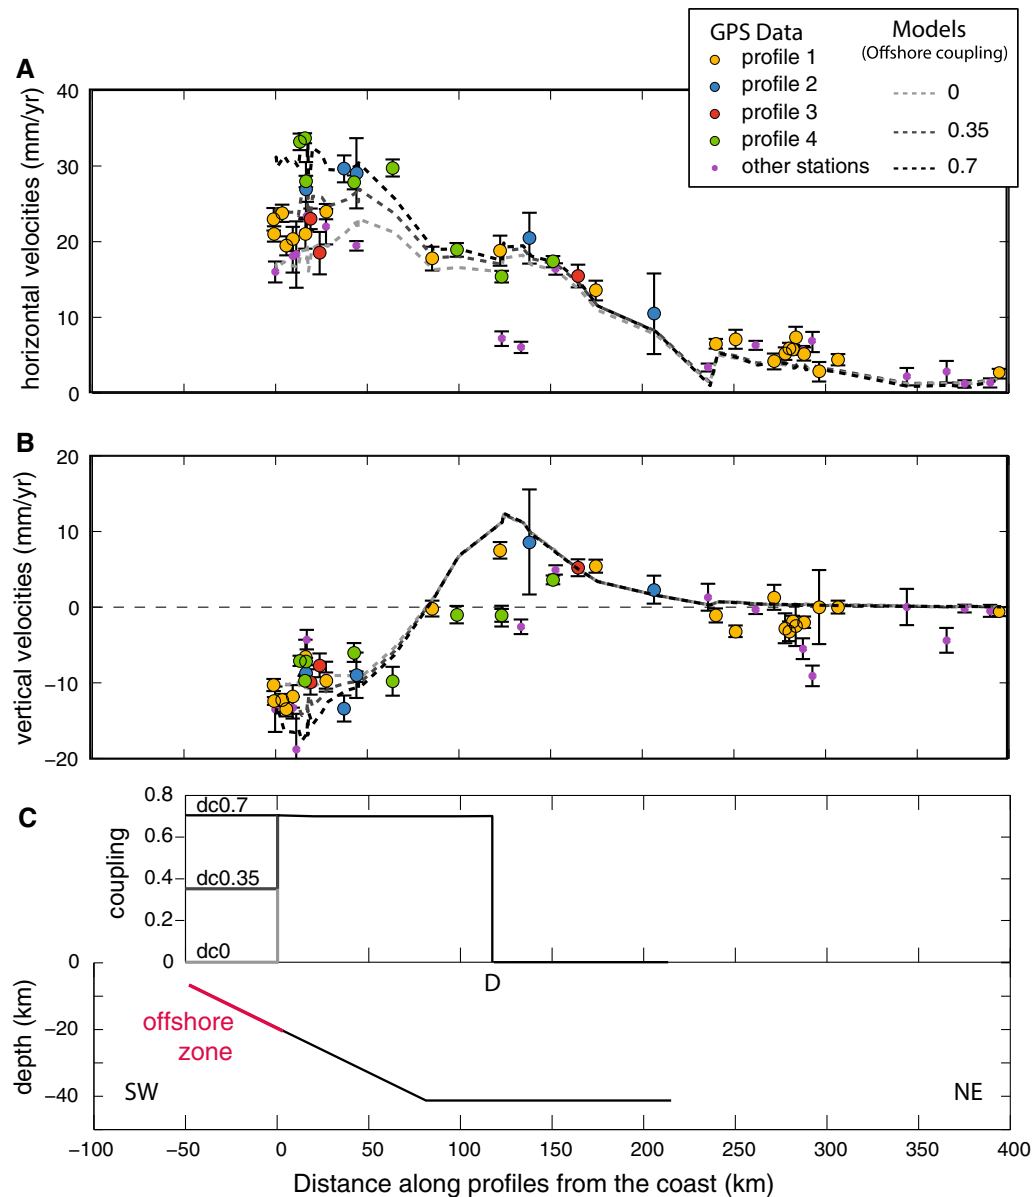 GPS Data
profile 1
profile 2
profile 3
profile 4
other stations
Models
(Offshore coupling)
0
0.35
0.7
A
40
30
20
10
0
horizontal velocities (mm/yr)
−100
−50
0
50
100
150
200
250
300
350
400
B
20
10
0
−10
−20
vertical velocities (mm/yr)
C
0.8
0.6
0.4
0.2
0
coupling
dc0.7
dc0.35
dc0
D
0
−20
−40
depth (km)
offshore
zone
SW
NE
Distance along profiles from the coast (km)